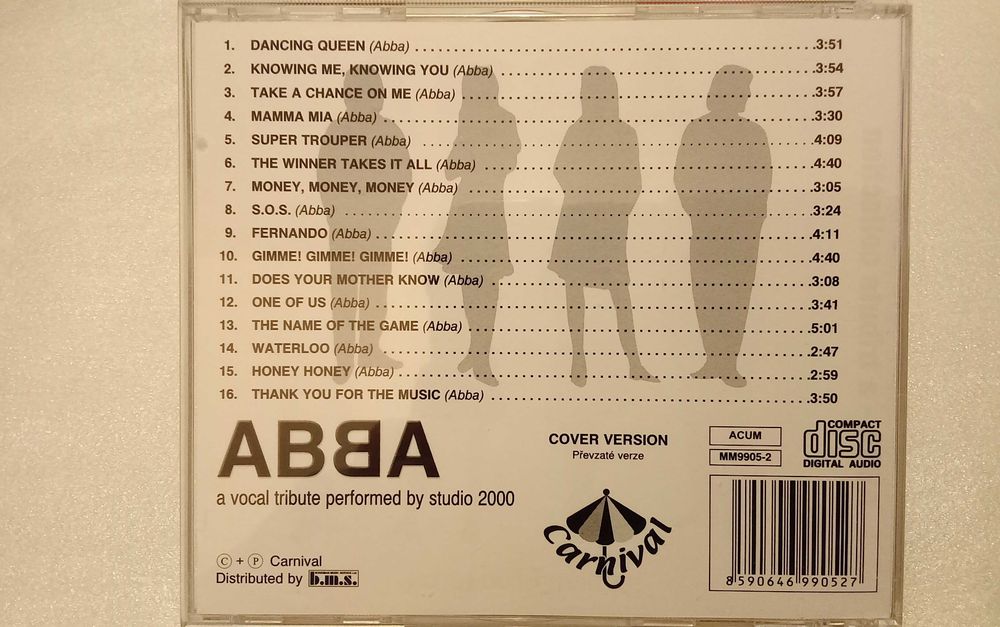 1. DANCING QUEEN (Abba) ........................................................3:51
2. KNOWING ME, KNOWING YOU (Abba) ............................................3:54
3. TAKE A CHANCE ON ME (Abba) ................................................3:57
4. MAMMA MIA (Abba) ..........................................................3:30
5. SUPER TROUPER (Abba) ......................................................4:09
6. THE WINNER TAKES IT ALL (Abba) ............................................4:40
7. MONEY, MONEY, MONEY (Abba) ................................................3:05
8. S.O.S. (Abba) .............................................................3:24
9. FERNANDO (Abba) ...........................................................4:11
10. GIMME! GIMME! GIMME! (Abba) ..............................................4:40
11. DOES YOUR MOTHER KNOW (Abba) .............................................3:08
12. ONE OF US (Abba) .........................................................3:41
13. THE NAME OF THE GAME (Abba) ..............................................5:01
14. WATERLOO (Abba) ..........................................................2:47
15. HONEY HONEY (Abba) .......................................................2:59
16. THANK YOU FOR THE MUSIC (Abba) ...........................................3:50
ABBA
a vocal tribute performed by studio 2000
COVER VERSION
Převzaté verze
ACUM
MM9905-2
COMPACT
disc
DIGITAL AUDIO
Carnival
© + ℗ Carnival
Distributed by b.m.s.
8 590646 990527